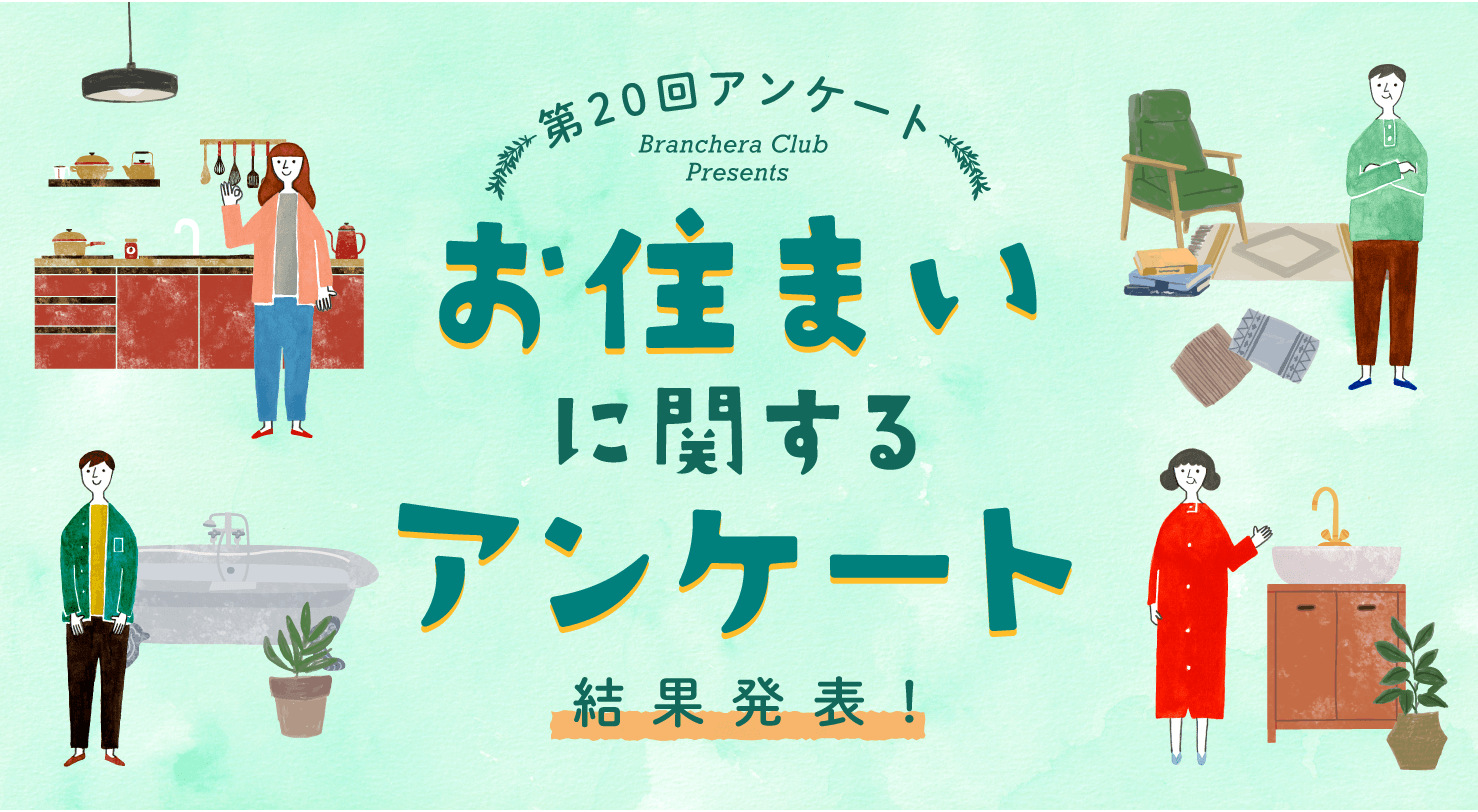 第20回アンケート
Branchera Club
Presents
お住まい
に関する
アンケート
結果発表！